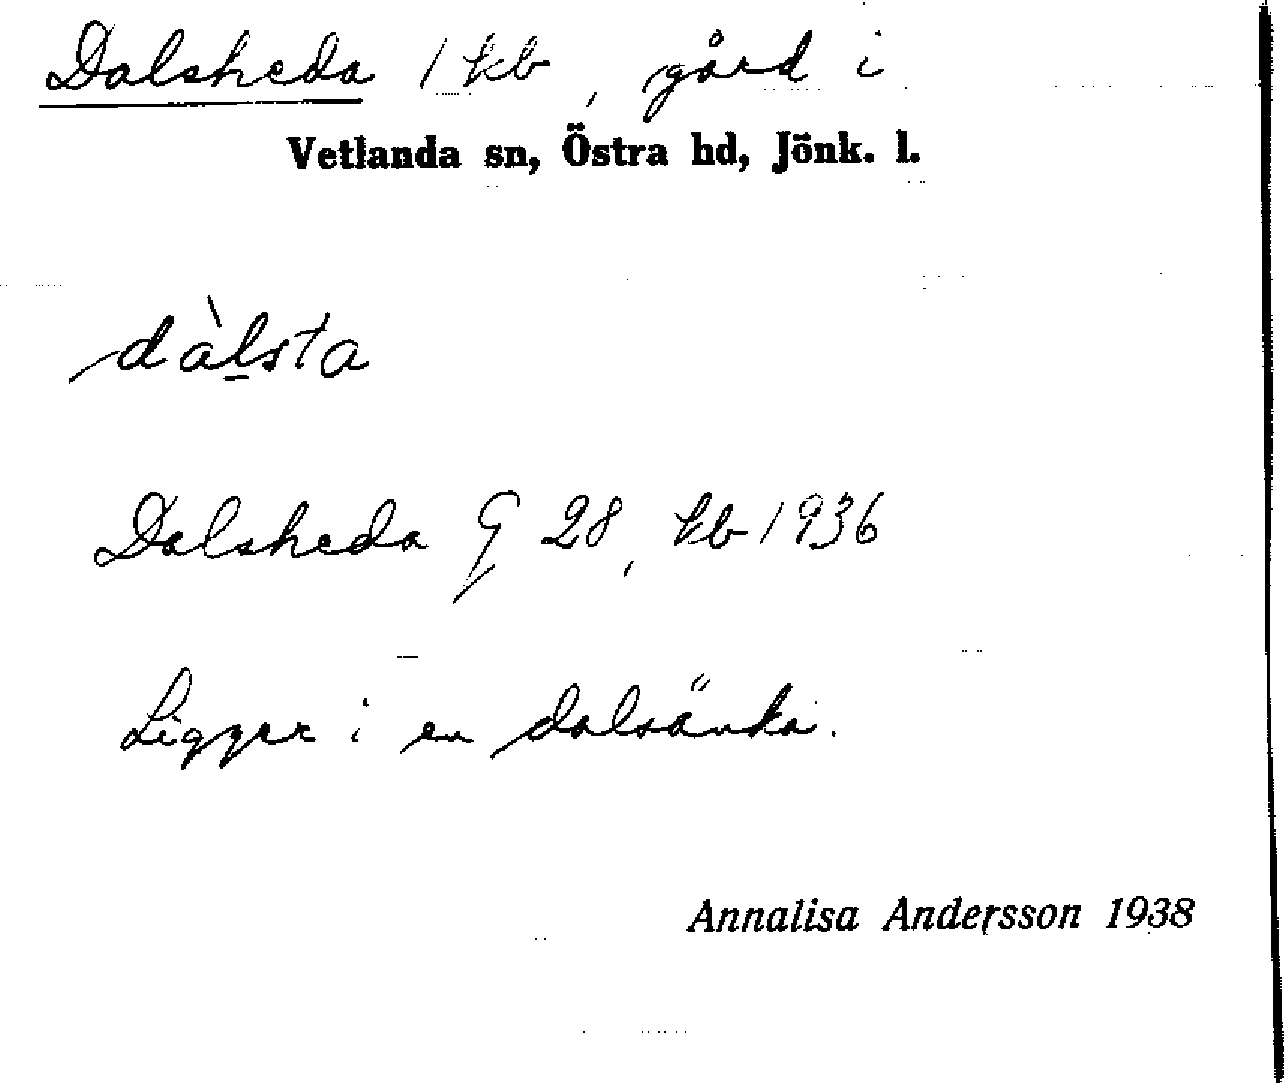 Dalsheda 1 kb, gård i
Vetlanda sn, Östra hd, Jönk. l.
dàlsta
Dalsheda G 28, kb 1936
Ligger i en dalsänka.
Annalisa Andersson 1938